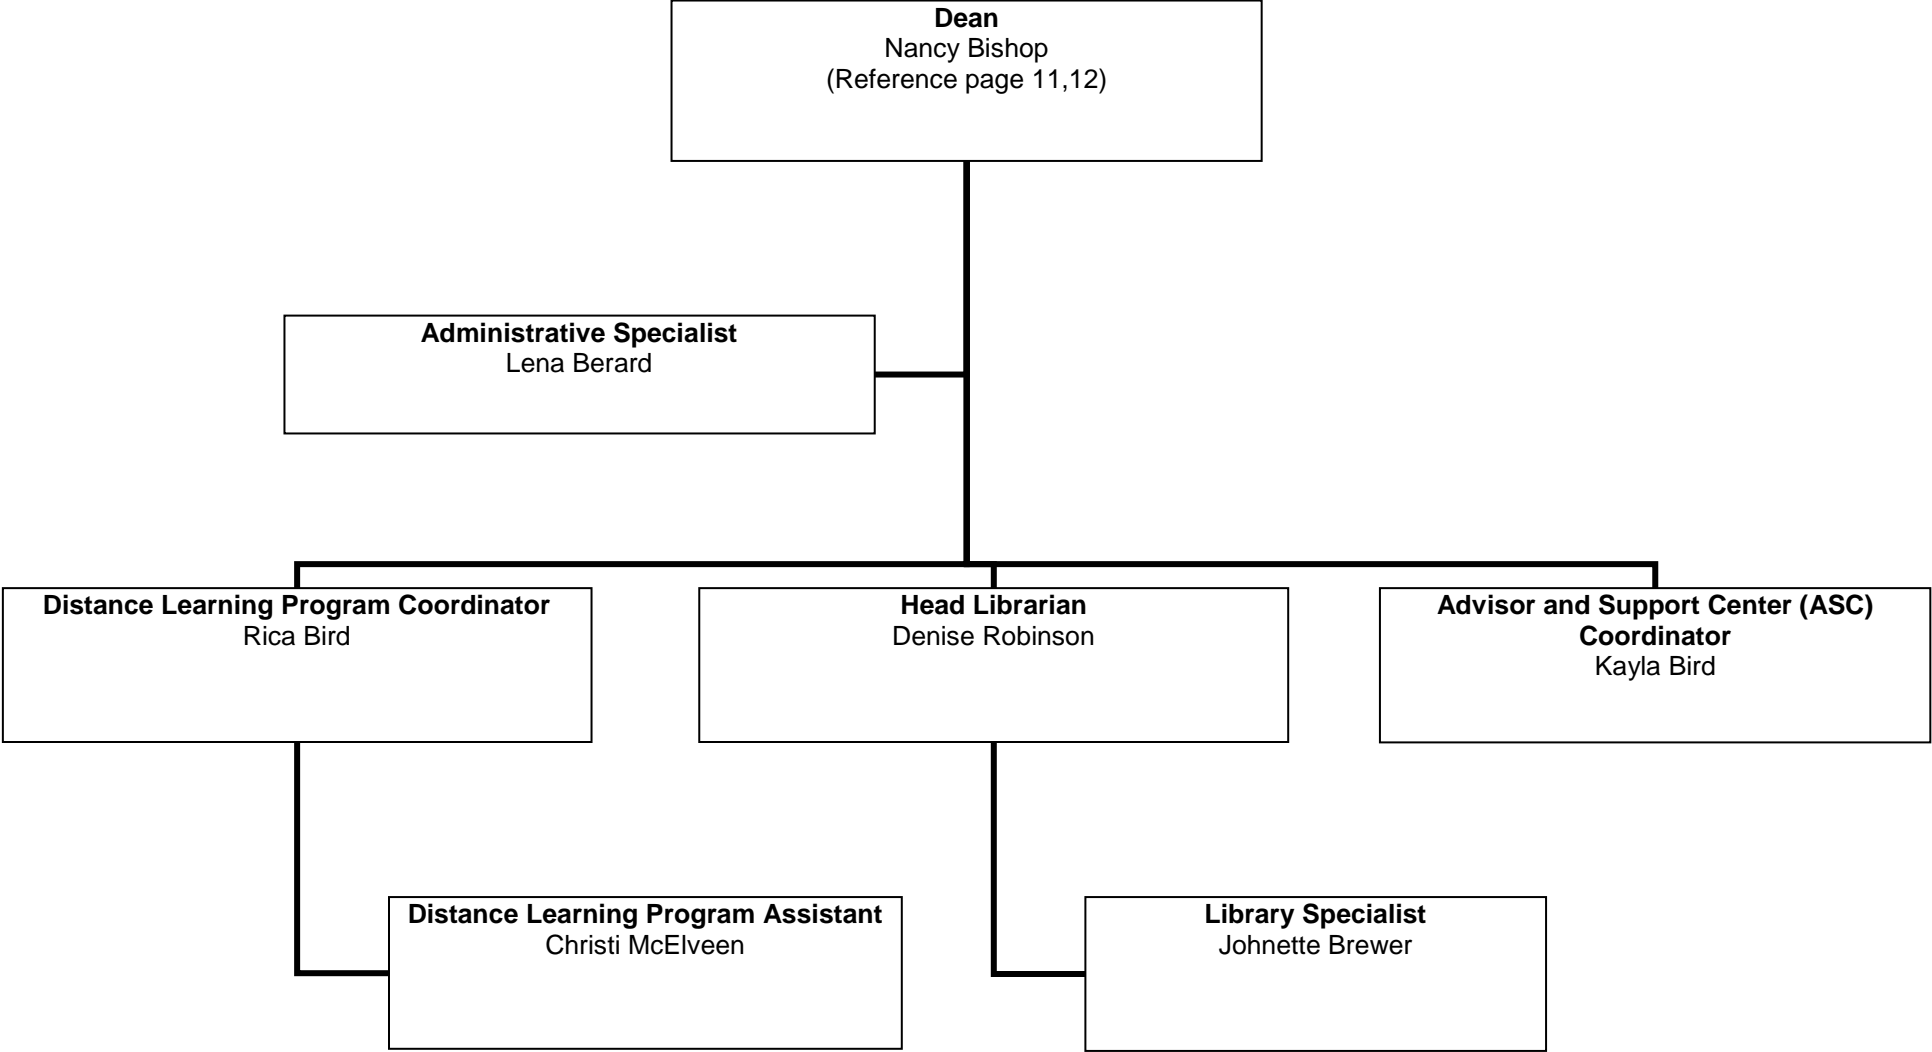 Dean
Nancy Bishop
(Reference page 11,12)
Administrative Specialist
Lena Berard
Distance Learning Program Coordinator
Rica Bird
Head Librarian
Denise Robinson
Advisor and Support Center (ASC)
Coordinator
Kayla Bird
Distance Learning Program Assistant
Christi McElveen
Library Specialist
Johnette Brewer